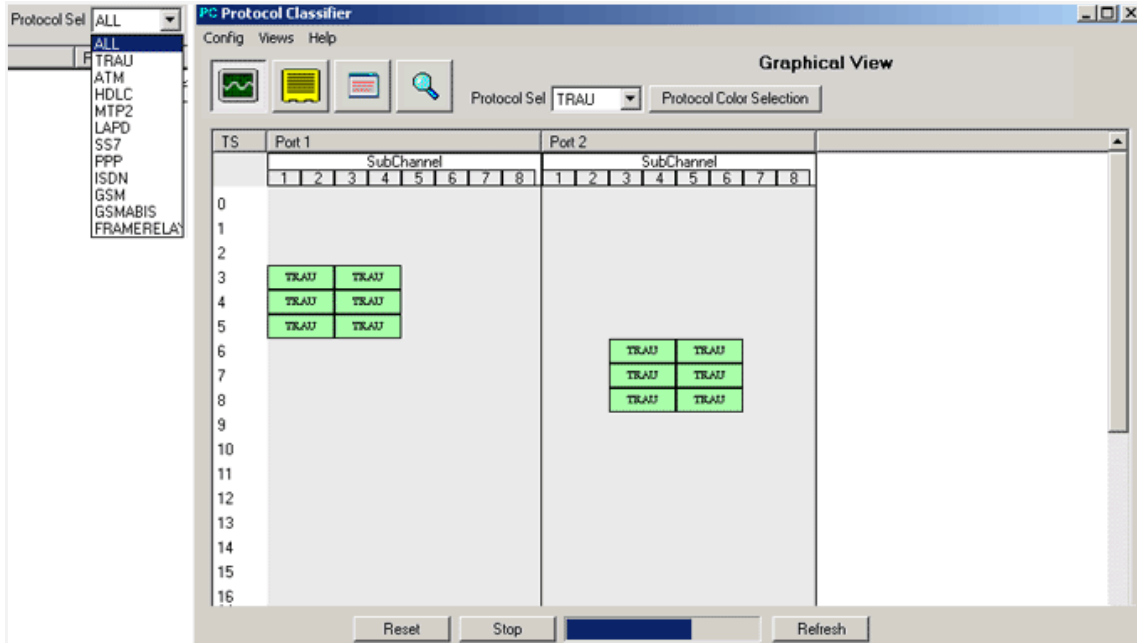 Protocol Sel ALL
ALL
TRAU
ATM
HDLC
MTP2
LAPD
SS7
PPP
ISDN
GSM
GSMABIS
FRAMERELAY
PC Protocol Classifier
Config Views Help
Graphical View
Protocol Sel TRAU Protocol Color Selection
TS Port 1 Port 2
SubChannel SubChannel
1 2 3 4 5 6 7 8 1 2 3 4 5 6 7 8
0
1
2
3 TRAU TRAU
4 TRAU TRAU
5 TRAU TRAU
6 TRAU TRAU
7 TRAU TRAU
8 TRAU TRAU
9
10
11
12
13
14
15
16
Reset Stop Refresh